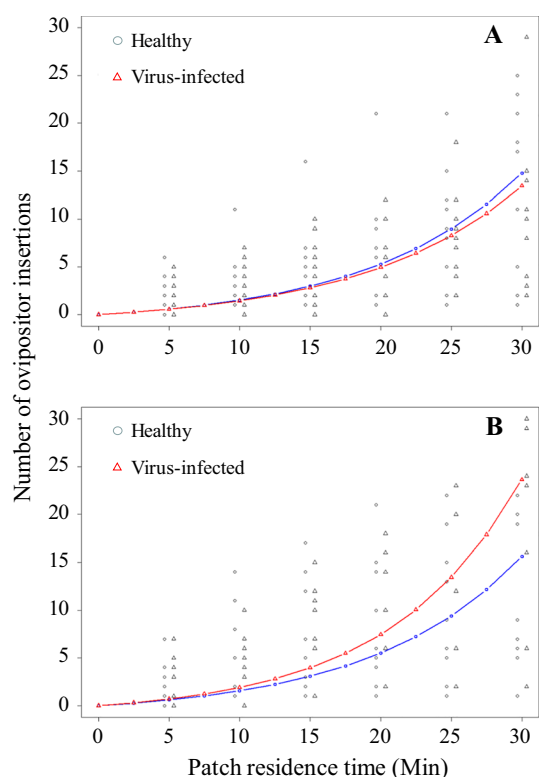 30
A
Healthy
25
Virus-infected
20
15
10
5
0
0 5 10 15 20 25 30
Number of ovipositor insertions
30
B
Healthy
25
Virus-infected
20
15
10
5
0
0 5 10 15 20 25 30
Patch residence time (Min)